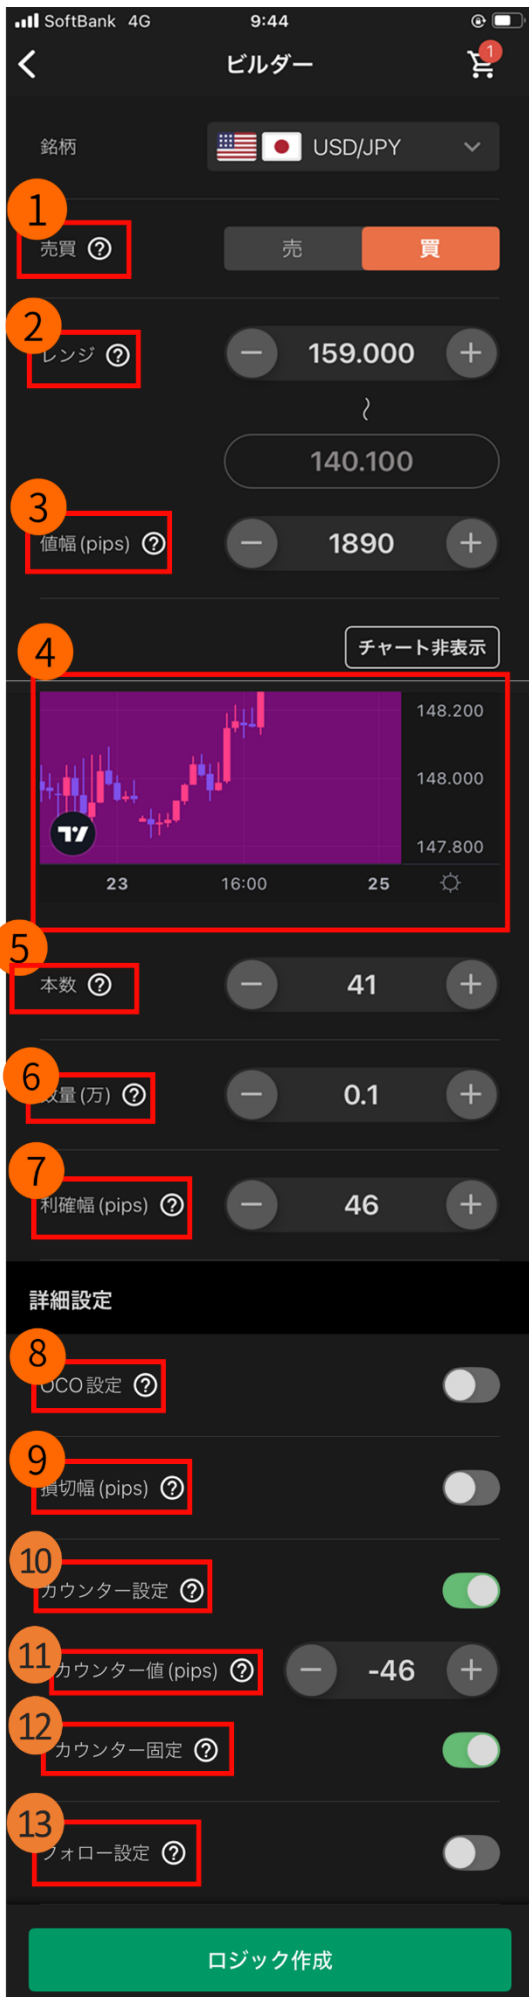 SoftBank 4G 9:44
ビルダー
1
銘柄 USD/JPY
1
売買 ? 売 買
2
レンジ ? − 159.000 +
〜
140.100
3
値幅(pips) ? − 1890 +
チャート非表示
4
148.200
148.000
147.800
23 16:00 25
5
本数 ? − 41 +
6
数量(万) ? − 0.1 +
7
利確幅(pips) ? − 46 +
詳細設定
8
OCO設定 ?
9
損切幅(pips) ?
10
カウンター設定 ?
11
カウンター値(pips) ? − -46 +
12
カウンター固定 ?
13
フォロー設定 ?
ロジック作成